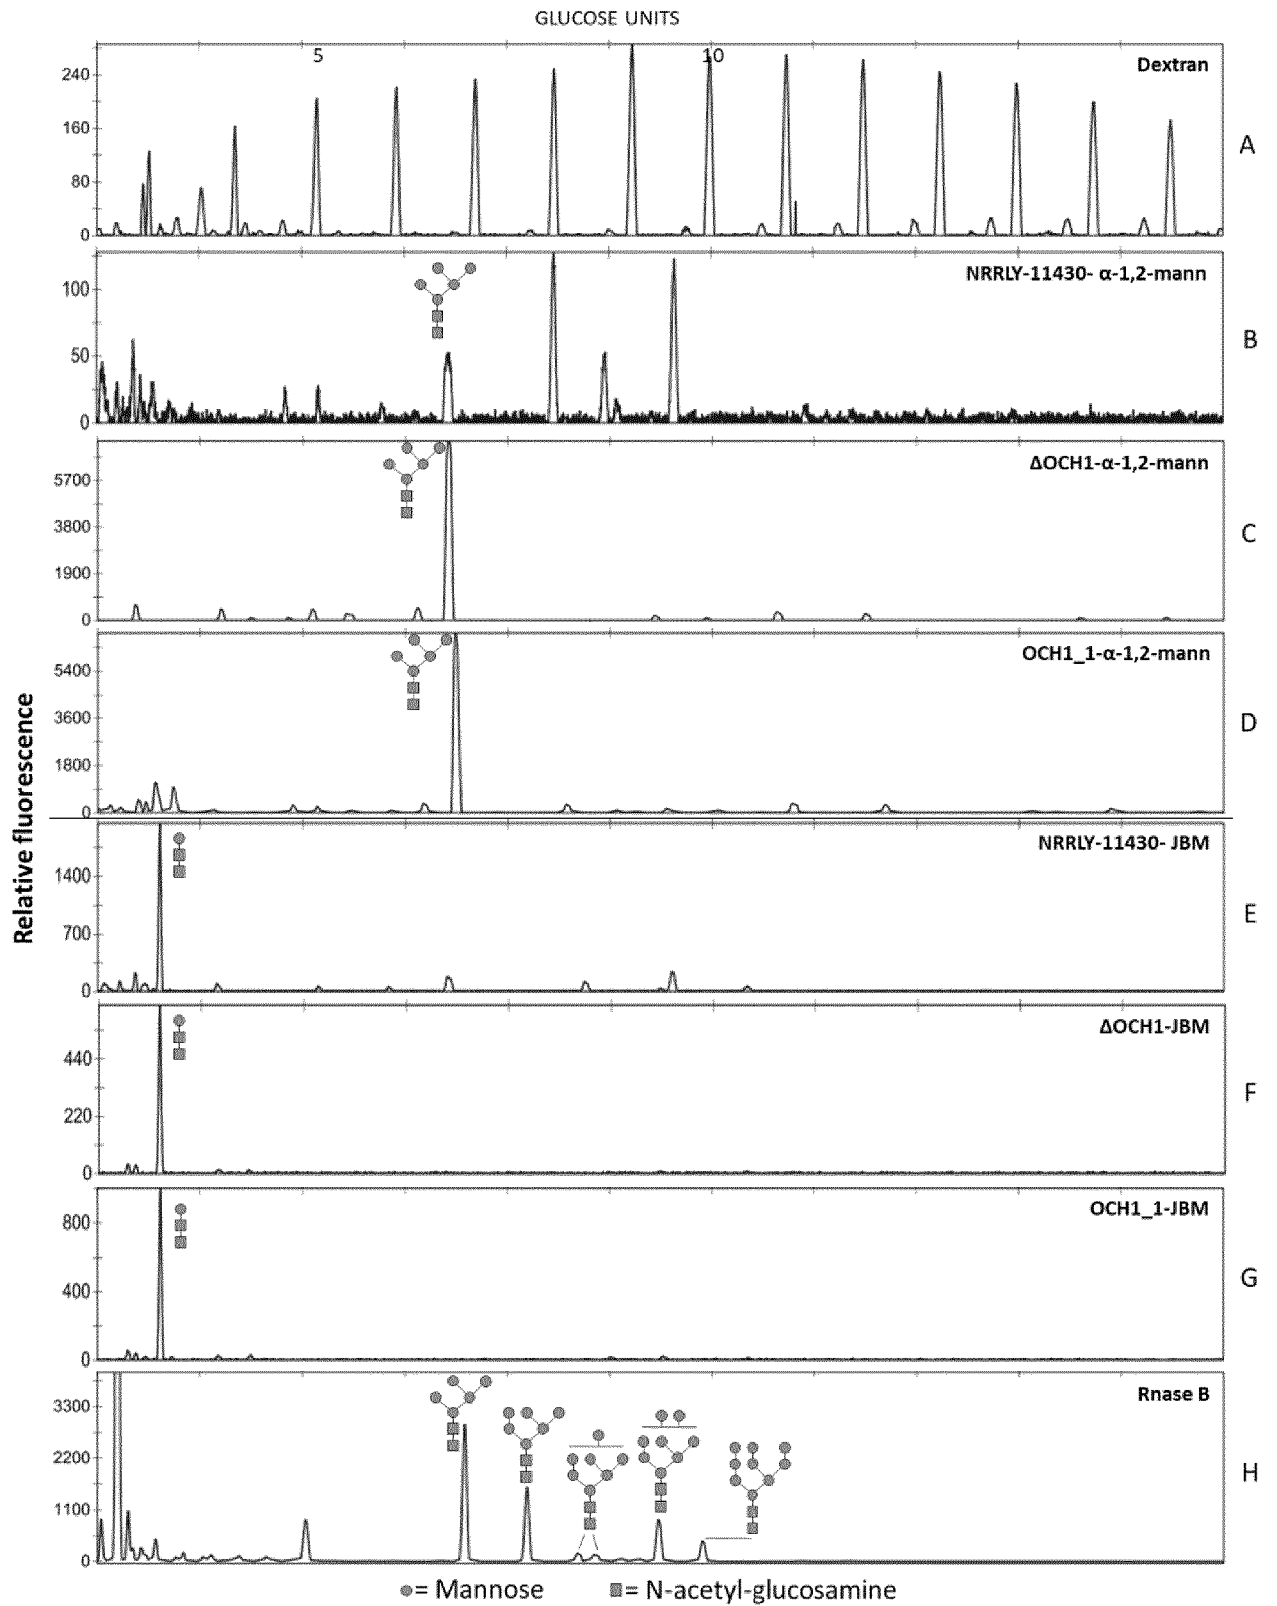 GLUCOSE UNITS
5 10
Dextran
240
160
80
0
A
NRRLY-11430- α-1,2-mann
100
50
0
B
ΔOCH1-α-1,2-mann
5700
3800
1900
0
C
OCH1_1-α-1,2-mann
5400
3600
1800
0
D
Relative fluorescence
NRRLY-11430- JBM
1400
700
0
E
ΔOCH1-JBM
440
220
0
F
OCH1_1-JBM
800
400
0
G
Rnase B
3300
2200
1100
0
H
= Mannose = N-acetyl-glucosamine